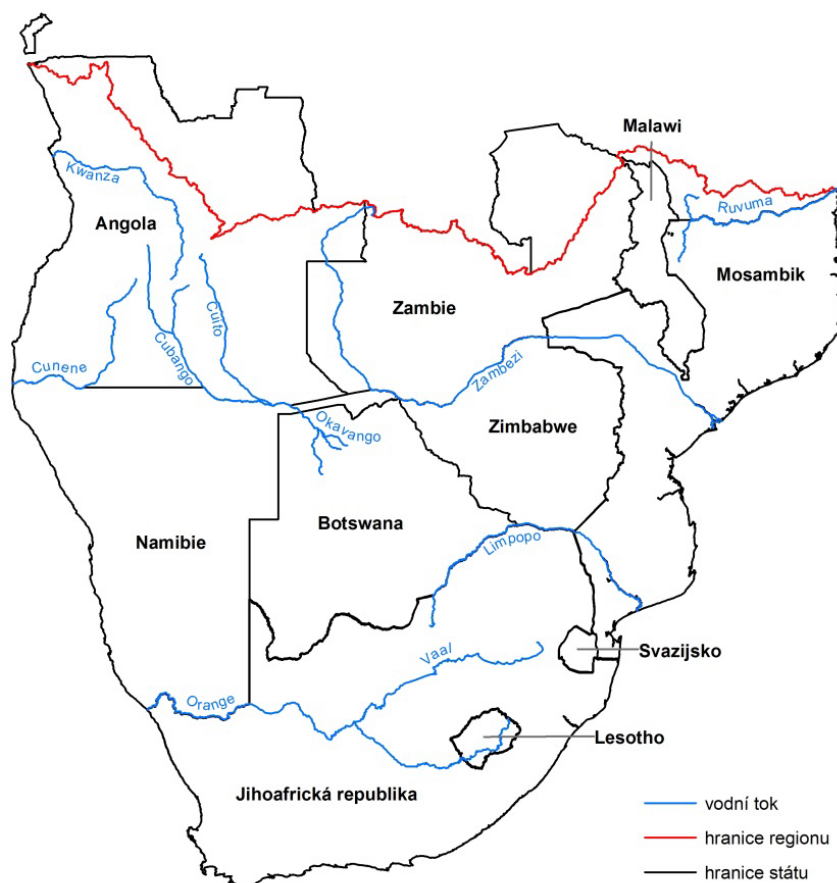 Malawi
Kwanza
Ruvuma
Angola
Mosambik
Cuito
Zambie
Cubango
Cunene
Zambezi
Okavango
Zimbabwe
Botswana
Namibie
Limpopo
Vaal
Svazijsko
Orange
Lesotho
Jihoafrická republika
vodní tok
hranice regionu
hranice státu